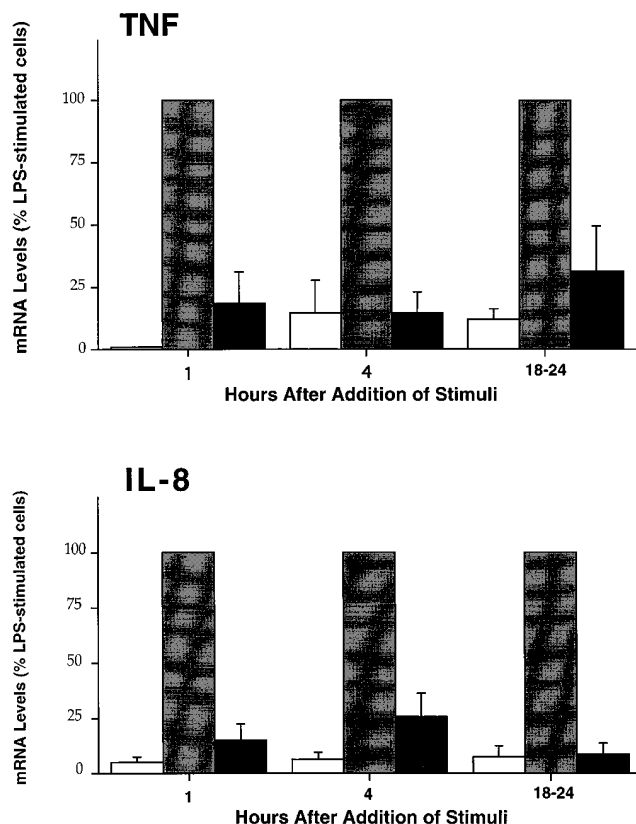 TNF
mRNA Levels (% LPS-stimulated cells)
100
75
50
25
0
1
4
18-24
Hours After Addition of Stimuli
IL-8
mRNA Levels (% LPS-stimulated cells)
100
75
50
25
0
1
4
18-24
Hours After Addition of Stimuli